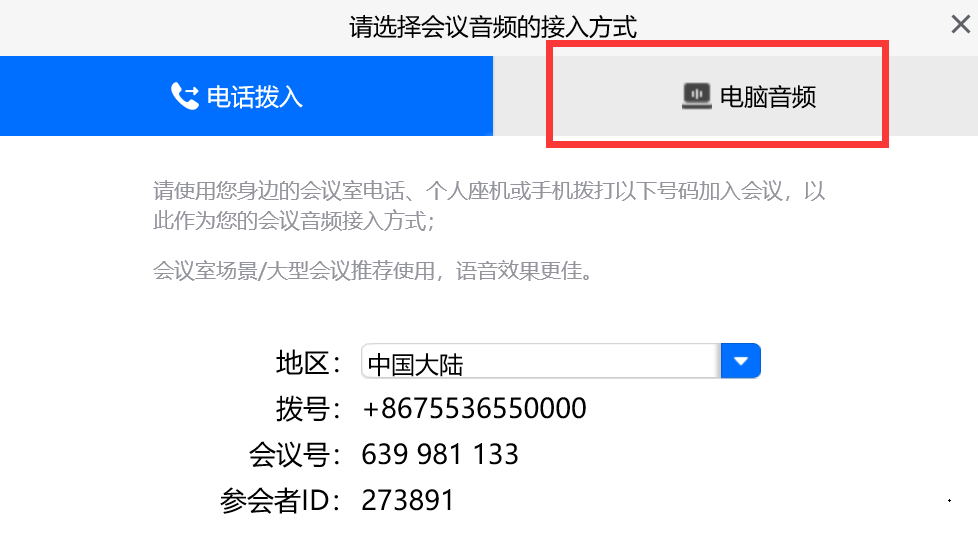 请选择会议音频的接入方式
电话拨入
电脑音频
请使用您身边的会议室电话、个人座机或手机拨打以下号码加入会议，以
此作为您的会议音频接入方式；
会议室场景/大型会议推荐使用，语音效果更佳。
地区： 中国大陆
拨号： +8675536550000
会议号： 639 981 133
参会者ID： 273891